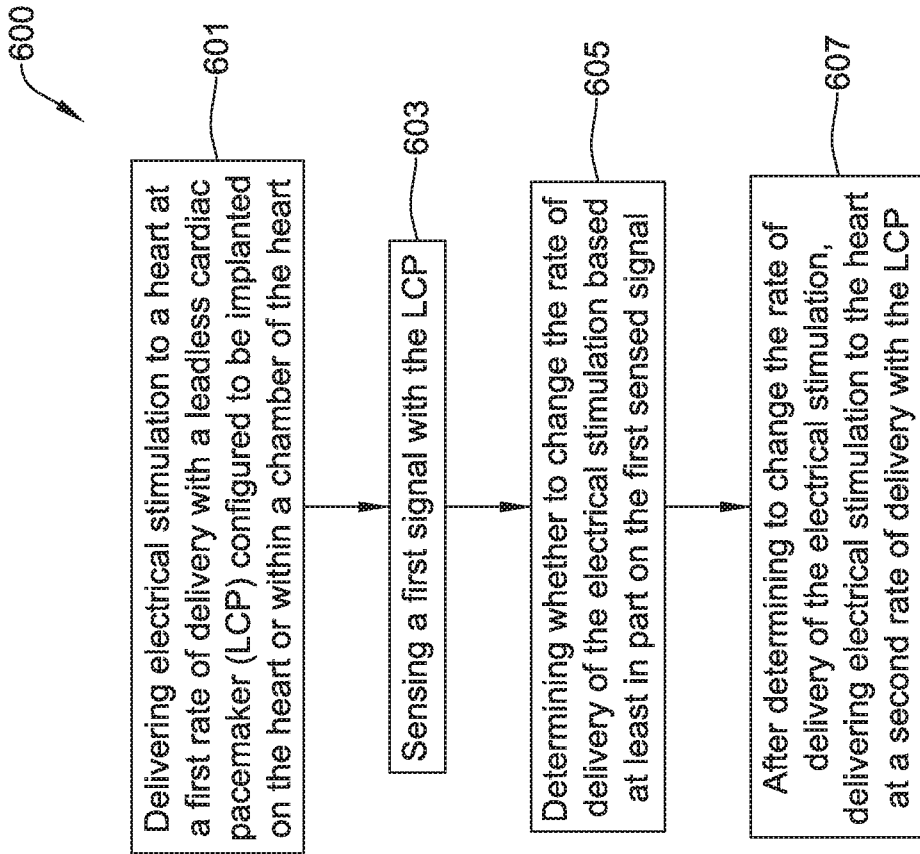 600
Delivering electrical stimulation to a heart at
a first rate of delivery with a leadless cardiac
pacemaker (LCP) configured to be implanted
on the heart or within a chamber of the heart
601
Sensing a first signal with the LCP
603
Determining whether to change the rate of
delivery of the electrical stimulation based
at least in part on the first sensed signal
605
After determining to change the rate of
delivery of the electrical stimulation,
delivering electrical stimulation to the heart
at a second rate of delivery with the LCP
607